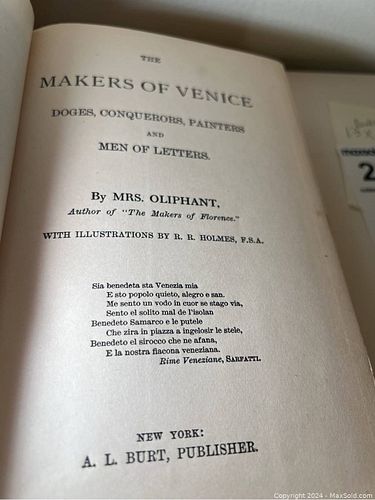 THE
MAKERS OF VENICE
DOGES, CONQUERORS, PAINTERS
AND
MEN OF LETTERS.
By MRS. OLIPHANT,
Author of "The Makers of Florence."
WITH ILLUSTRATIONS BY R. R. HOLMES, F.S.A.
Sia benedeta sta Venezia mia
E sto popolo quieto, alegro e san.
Me sento un vodo in cuor se stago via,
Sento el solito mal de l'isolan
Benedeto Samarco e le putele
Che zira in piazza a ingelosir le stele,
Benedeto el sirocco che ne afana,
E la nostra fiacona veneziana.
Rime Veneziane, SARFATTI.
NEW YORK:
A. L. BURT, PUBLISHER.
2
Copyright 2024 - MaxSold.com